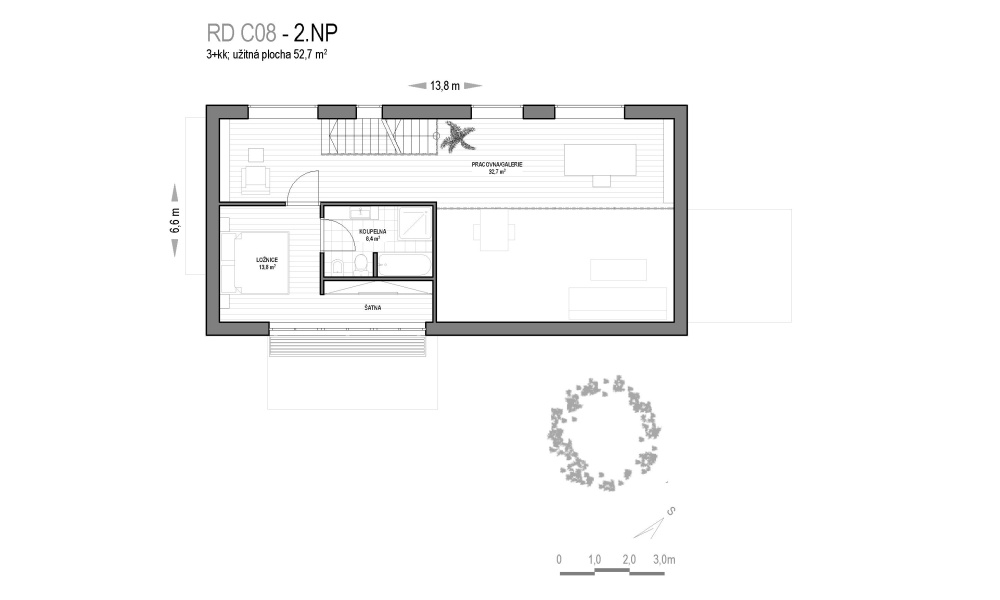 RD C08 - 2.NP
3+kk; užitná plocha 52,7 m²
13,8 m
6,6 m
PRACOVNA/GALERIE
32,7 m²
KOUPELNA
6,4 m²
LOŽNICE
13,8 m²
ŠATNA
S
0 1,0 2,0 3,0m